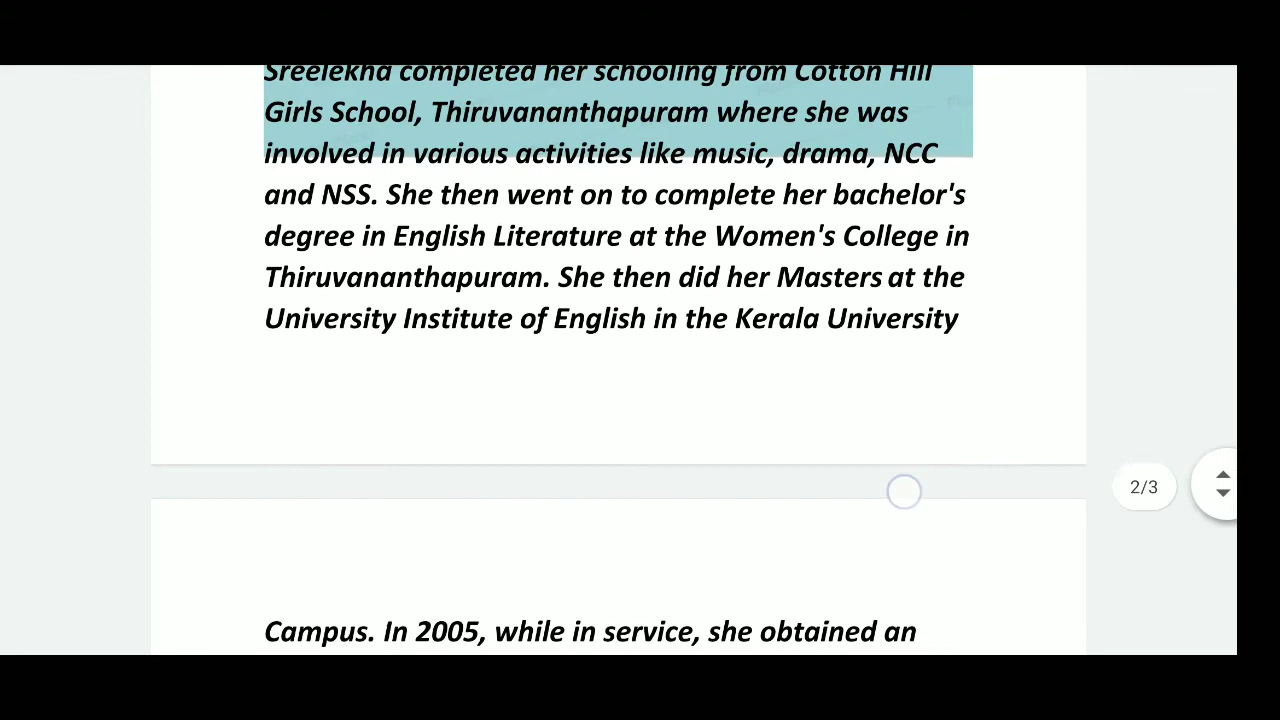 Sreelekha completed her schooling from Cotton Hill
Girls School, Thiruvananthapuram where she was
involved in various activities like music, drama, NCC
and NSS. She then went on to complete her bachelor's
degree in English Literature at the Women's College in
Thiruvananthapuram. She then did her Masters at the
University Institute of English in the Kerala University
2/3
Campus. In 2005, while in service, she obtained an